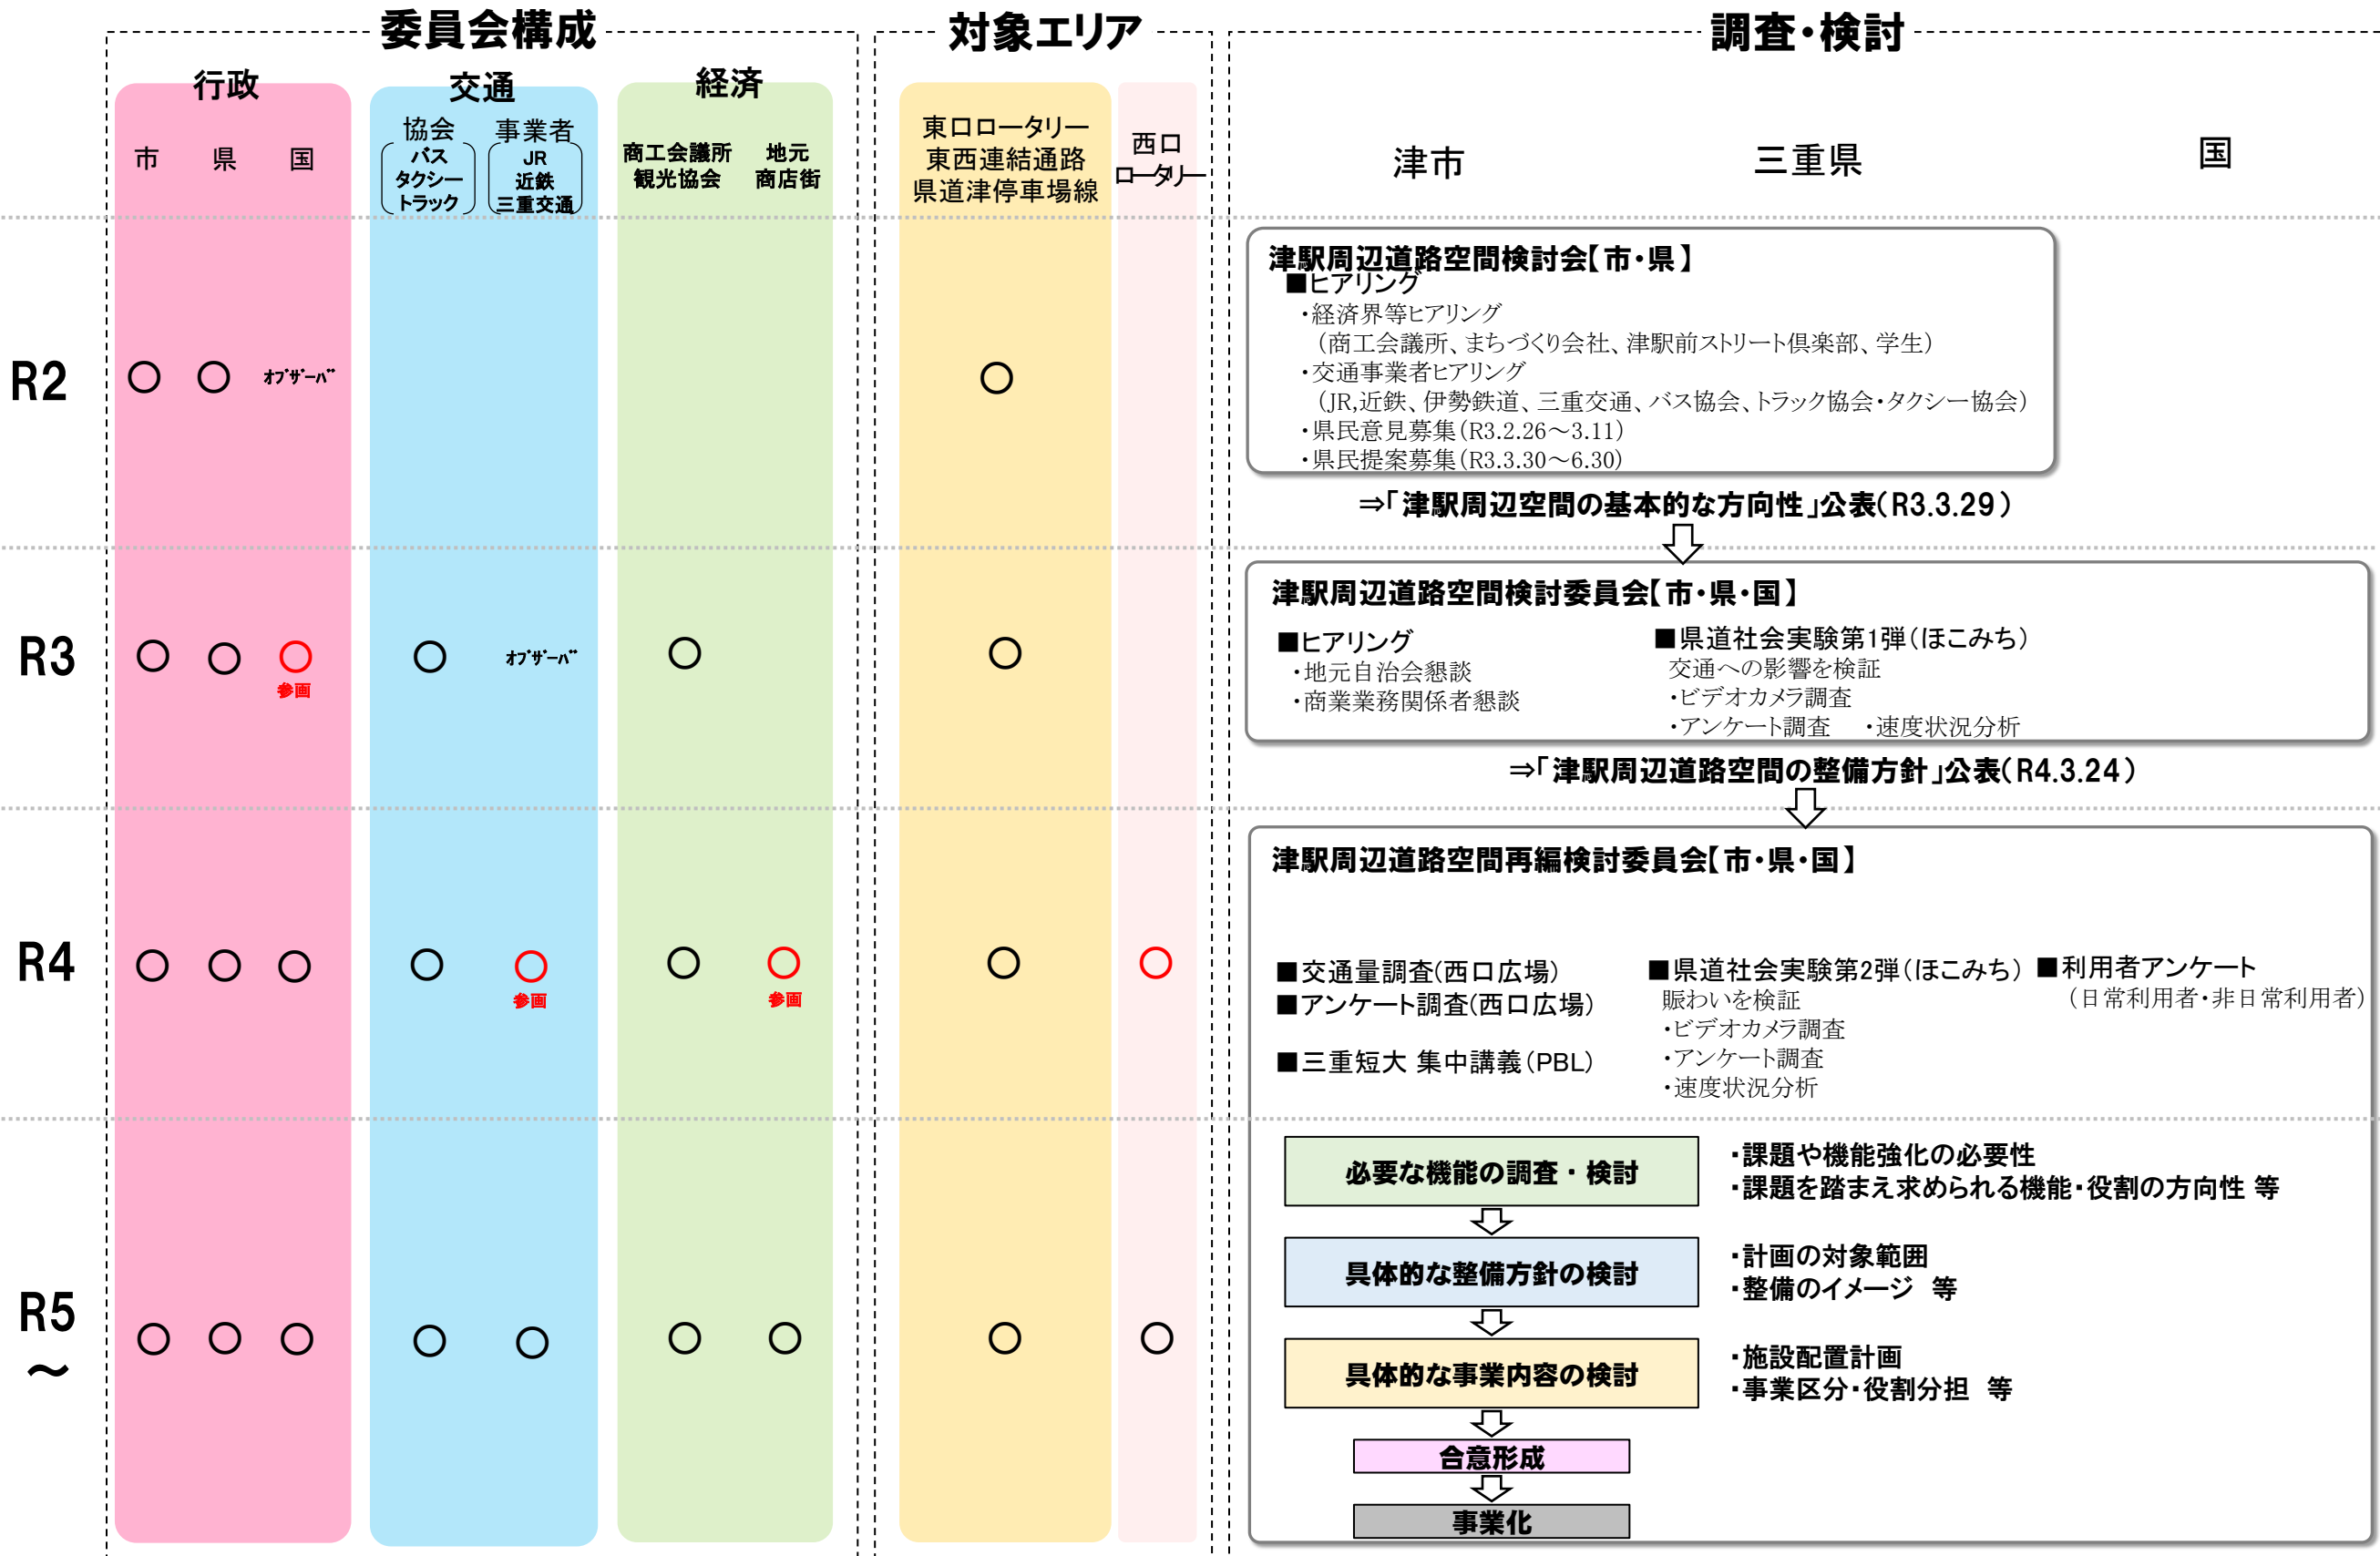 委員会構成
対象エリア
調査・検討
行政
交通
経済
市
県
国
協会
バス
タクシー
トラック
事業者
JR
近鉄
三重交通
商工会議所
観光協会
地元
商店街
東口ロータリー
東西連結通路
県道津停車場線
西口
ロータリー
津市
三重県
国
R2
〇
〇
ｵﾌﾞｻﾞｰﾊﾞ
〇
津駅周辺道路空間検討会【市・県】
■ヒアリング
・経済界等ヒアリング
（商工会議所、まちづくり会社、津駅前ストリート倶楽部、学生）
・交通事業者ヒアリング
（JR,近鉄、伊勢鉄道、三重交通、バス協会、トラック協会・タクシー協会）
・県民意見募集（R3.2.26～3.11）
・県民提案募集（R3.3.30～6.30）
⇒「津駅周辺空間の基本的な方向性」公表（R3.3.29）
R3
〇
〇
〇
参画
〇
ｵﾌﾞｻﾞｰﾊﾞ
〇
〇
津駅周辺道路空間検討委員会【市・県・国】
■ヒアリング
・地元自治会懇談
・商業業務関係者懇談
■県道社会実験第1弾（ほこみち）
交通への影響を検証
・ビデオカメラ調査
・アンケート調査　・速度状況分析
⇒「津駅周辺道路空間の整備方針」公表（R4.3.24）
R4
〇
〇
〇
〇
〇
参画
〇
〇
参画
〇
〇
津駅周辺道路空間再編検討委員会【市・県・国】
■交通量調査(西口広場)
■アンケート調査(西口広場)
■三重短大 集中講義（PBL）
■県道社会実験第2弾（ほこみち）
賑わいを検証
・ビデオカメラ調査
・アンケート調査
・速度状況分析
■利用者アンケート
（日常利用者・非日常利用者）
R5
～
〇
〇
〇
〇
〇
〇
〇
〇
〇
必要な機能の調査・検討
・課題や機能強化の必要性
・課題を踏まえ求められる機能・役割の方向性 等
具体的な整備方針の検討
・計画の対象範囲
・整備のイメージ　等
具体的な事業内容の検討
・施設配置計画
・事業区分・役割分担　等
合意形成
事業化